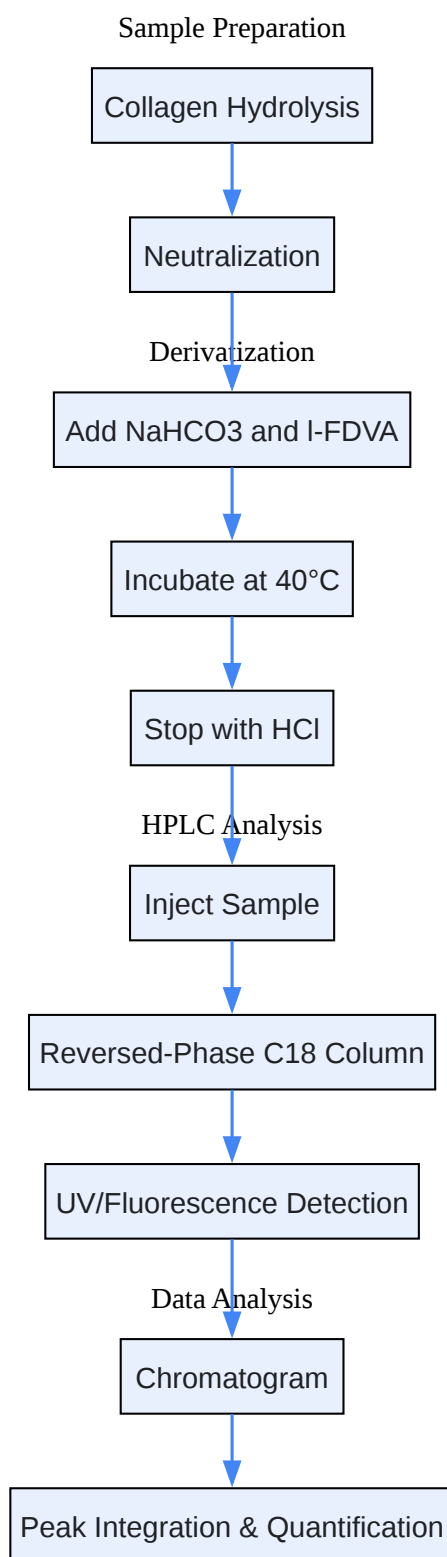 Sample Preparation
Collagen Hydrolysis
Neutralization
Derivatization
Add NaHCO3 and l-FDVA
Incubate at 40°C
Stop with HCl
HPLC Analysis
Inject Sample
Reversed-Phase C18 Column
UV/Fluorescence Detection
Data Analysis
Chromatogram
Peak Integration & Quantification